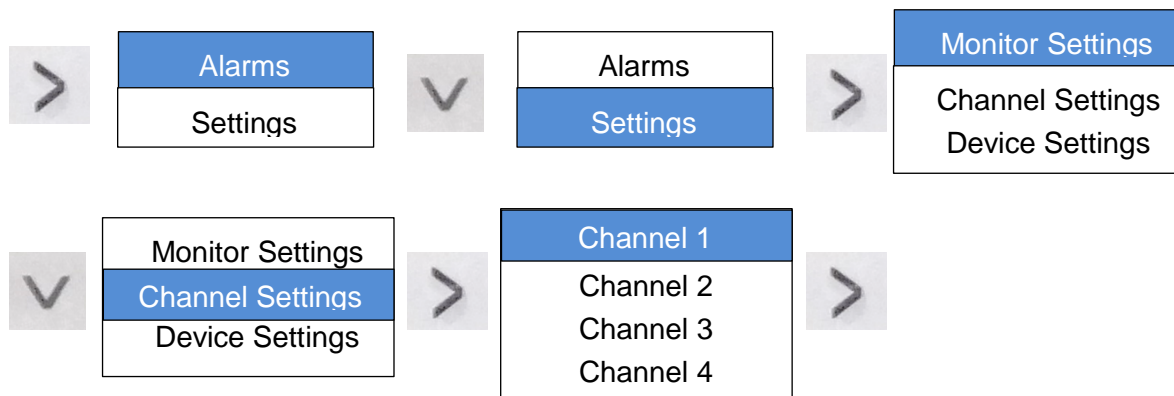 Alarms
Settings
Alarms
Settings
Monitor Settings
Channel Settings
Device Settings
Monitor Settings
Channel Settings
Device Settings
Channel 1
Channel 2
Channel 3
Channel 4